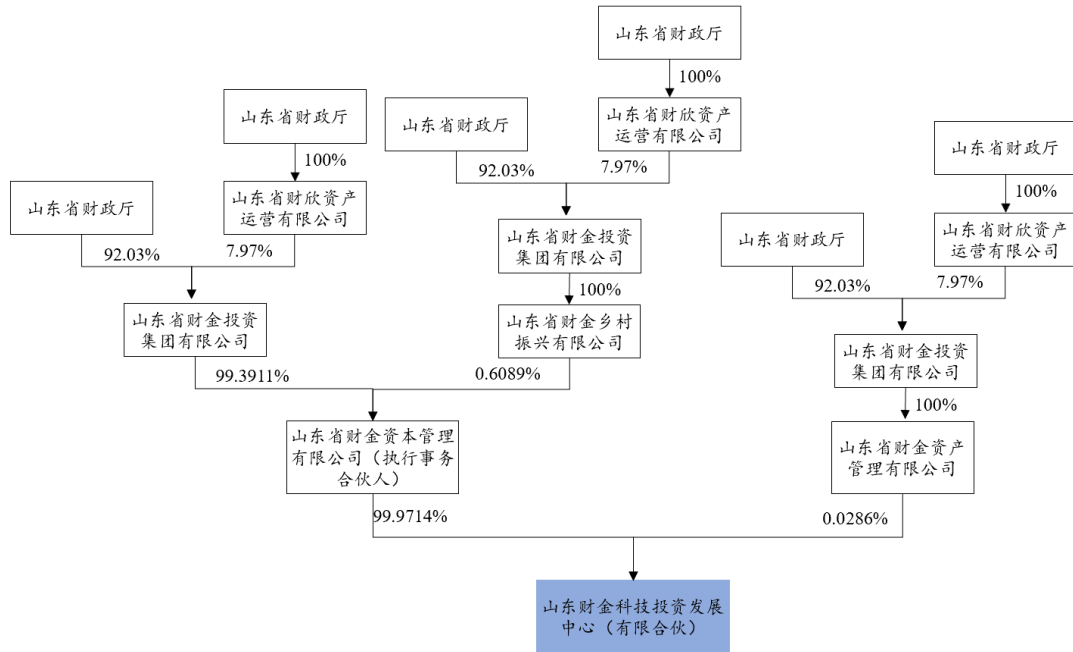 山东省财政厅
100%
山东省财政厅
山东省财欣资产
运营有限公司
92.03%
7.97%
山东省财政厅
100%
山东省财政厅
山东省财欣资产
运营有限公司
92.03%
7.97%
山东省财金投资
集团有限公司
100%
山东省财金乡村
振兴有限公司
山东省财政厅
100%
山东省财政厅
山东省财欣资产
运营有限公司
92.03%
7.97%
山东省财金投资
集团有限公司
99.3911%
0.6089%
山东省财金投资
集团有限公司
100%
山东省财金资本管理
有限公司（执行事务
合伙人）
山东省财金资产
管理有限公司
99.9714%
0.0286%
山东财金科技投资发展
中心（有限合伙）